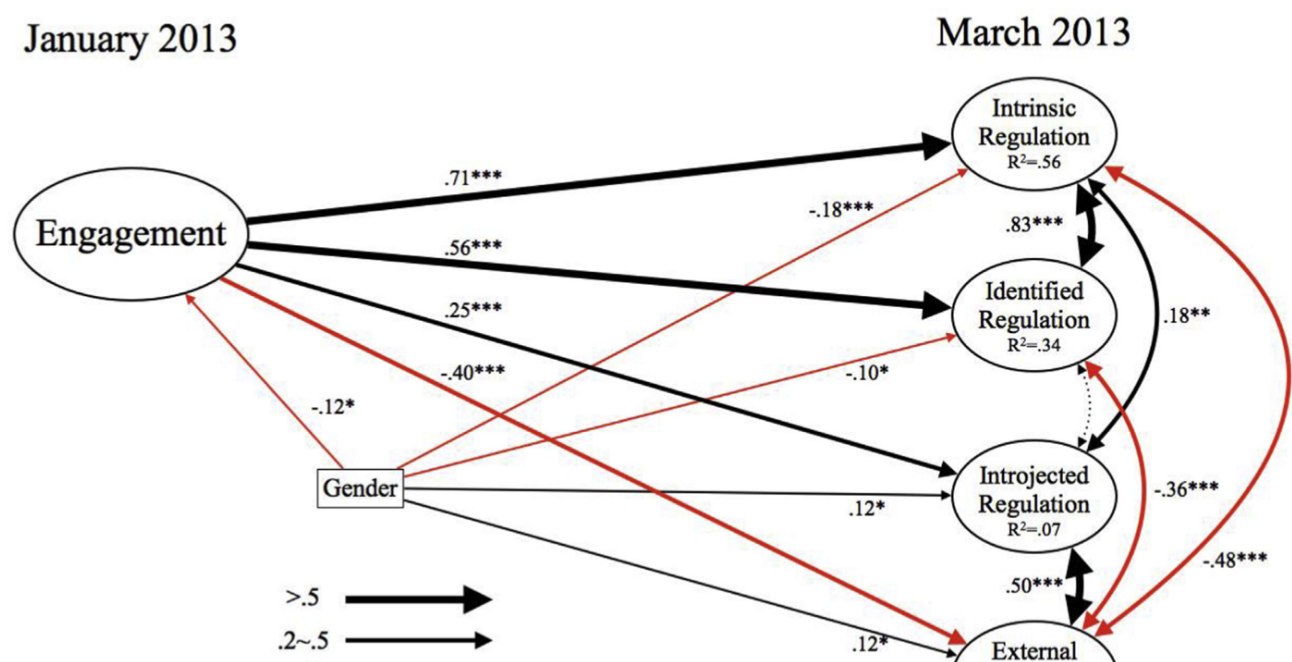 January 2013
March 2013
Intrinsic
Regulation
R²=.56
.71***
-.18***
Engagement
.83***
.56***
Identified
Regulation
R²=.34
.25***
.18**
-.40***
-.10*
-.12*
Gender
Introjected
Regulation
R²=.07
.12*
-.36***
-.48***
.50***
>.5
.2~.5
.12*
External